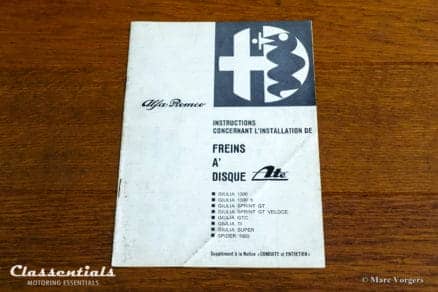 Alfa Romeo
INSTRUCTIONS
CONCERNANT L'INSTALLATION DE
FREINS
A'
DISQUE Ate
GIULIA 1300
GIULIA 1300 ti
GIULIA SPRINT GT
GIULIA SPRINT GT VELOCE
GIULIA GTC
GIULIA TI
GIULIA SUPER
SPIDER 1600
Supplément à la Notice «CONDUITE et ENTRETIEN»
Classentials
MOTORING ESSENTIALS
© Marc Vorgers